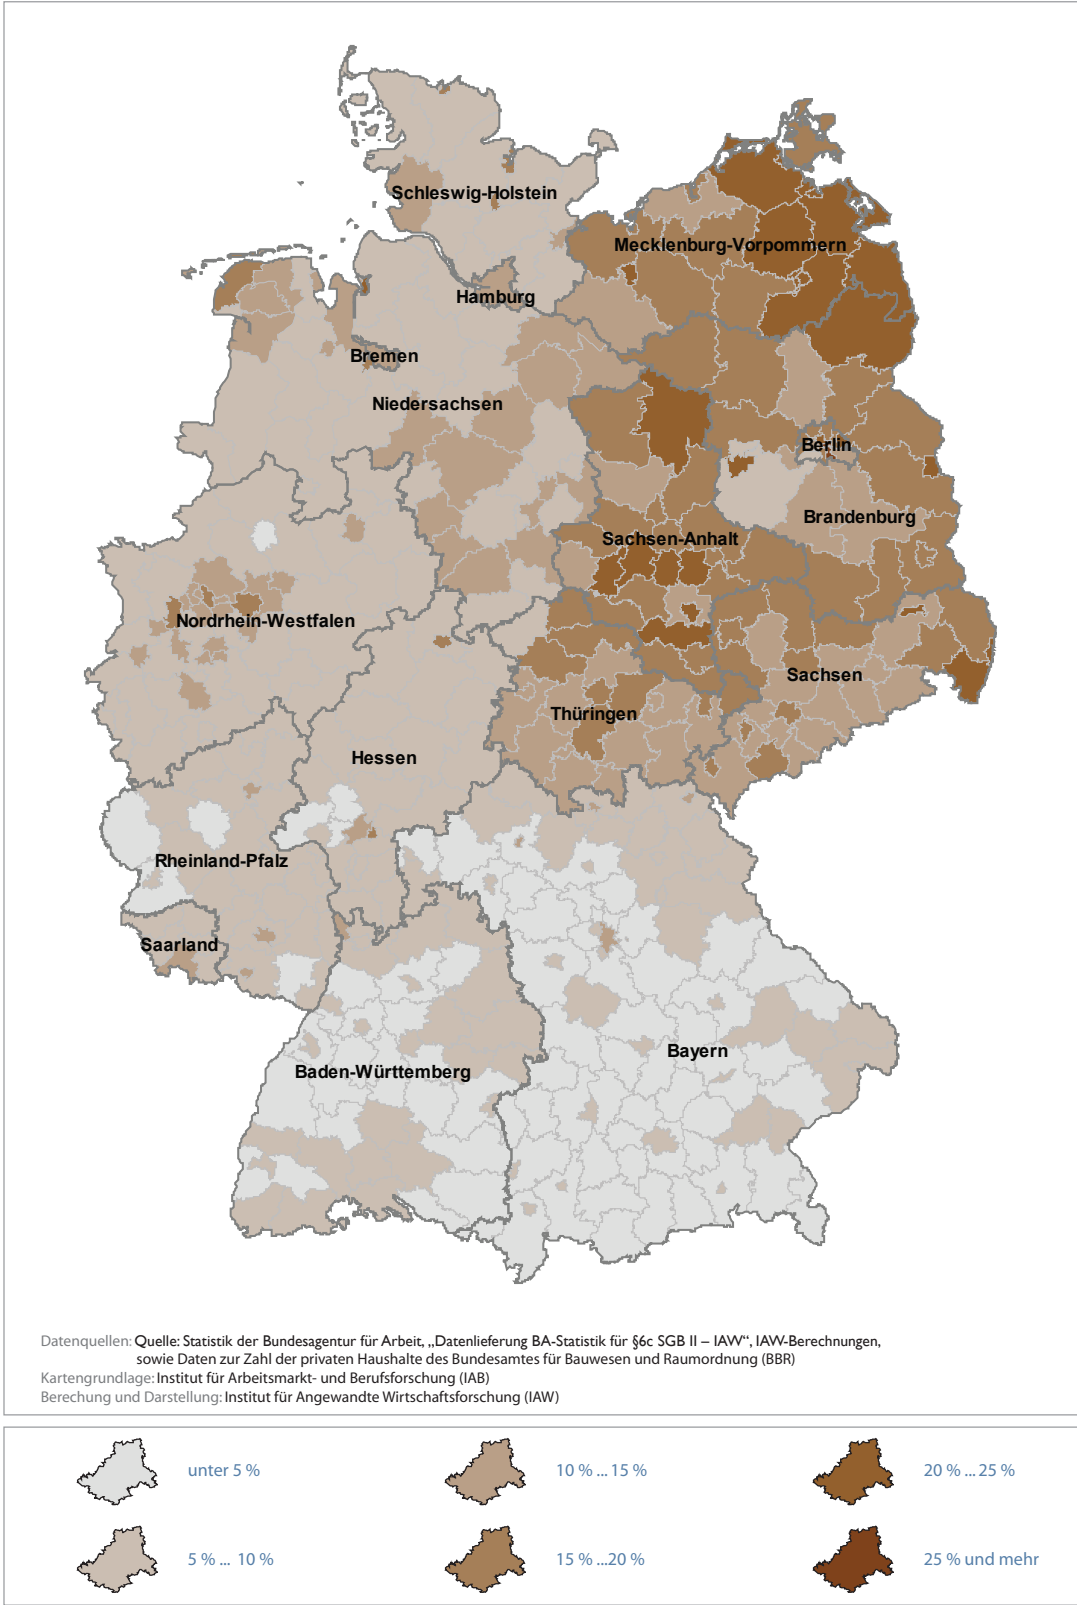 Schleswig-Holstein
Mecklenburg-Vorpommern
Hamburg
Bremen
Niedersachsen
Berlin
Brandenburg
Sachsen-Anhalt
Nordrhein-Westfalen
Sachsen
Thüringen
Hessen
Rheinland-Pfalz
Saarland
Bayern
Baden-Württemberg
Datenquellen: Quelle: Statistik der Bundesagentur für Arbeit, „Datenlieferung BA-Statistik für §6c SGB II – IAW“, IAW-Berechnungen,
sowie Daten zur Zahl der privaten Haushalte des Bundesamtes für Bauwesen und Raumordnung (BBR)
Kartengrundlage: Institut für Arbeitsmarkt- und Berufsforschung (IAB)
Berechung und Darstellung: Institut für Angewandte Wirtschaftsforschung (IAW)
unter 5 %
10 % ... 15 %
20 % ... 25 %
5 % ... 10 %
15 % ...20 %
25 % und mehr